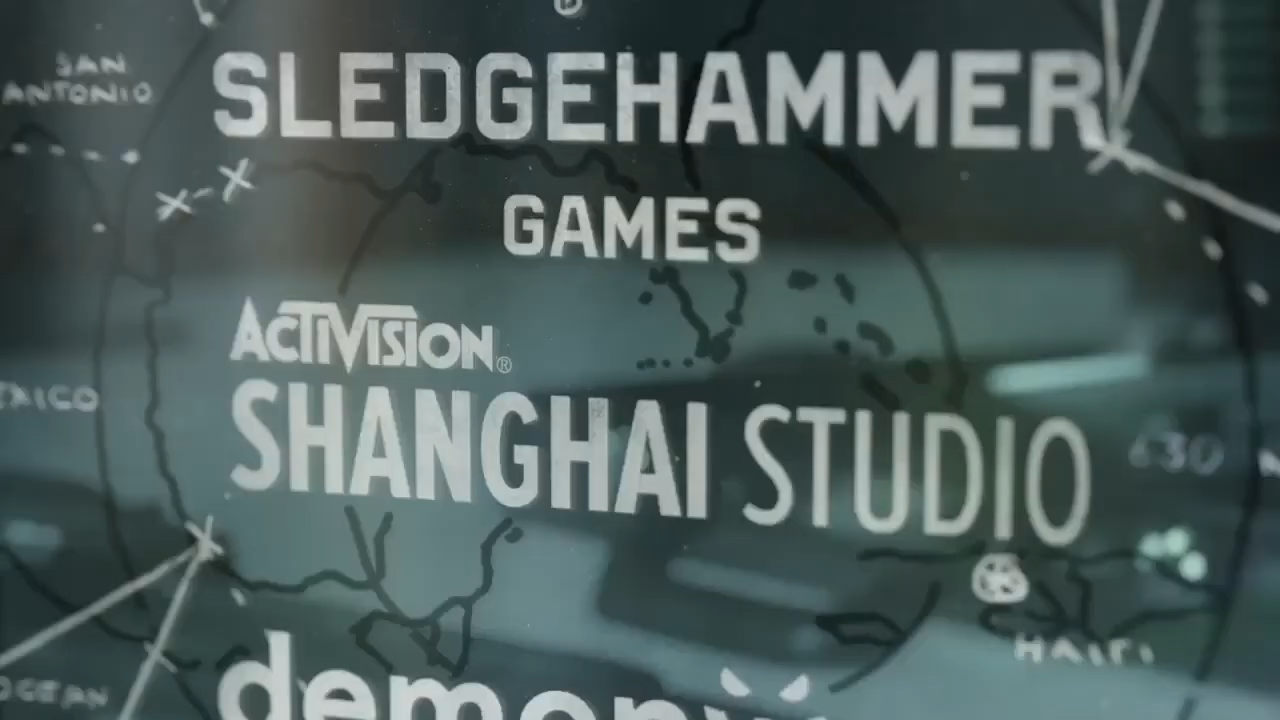 SAN
ANTONIO
SLEDGEHAMMER
GAMES
ACTIVISION®
SHANGHAI STUDIO
630
HAITI
OCEAN